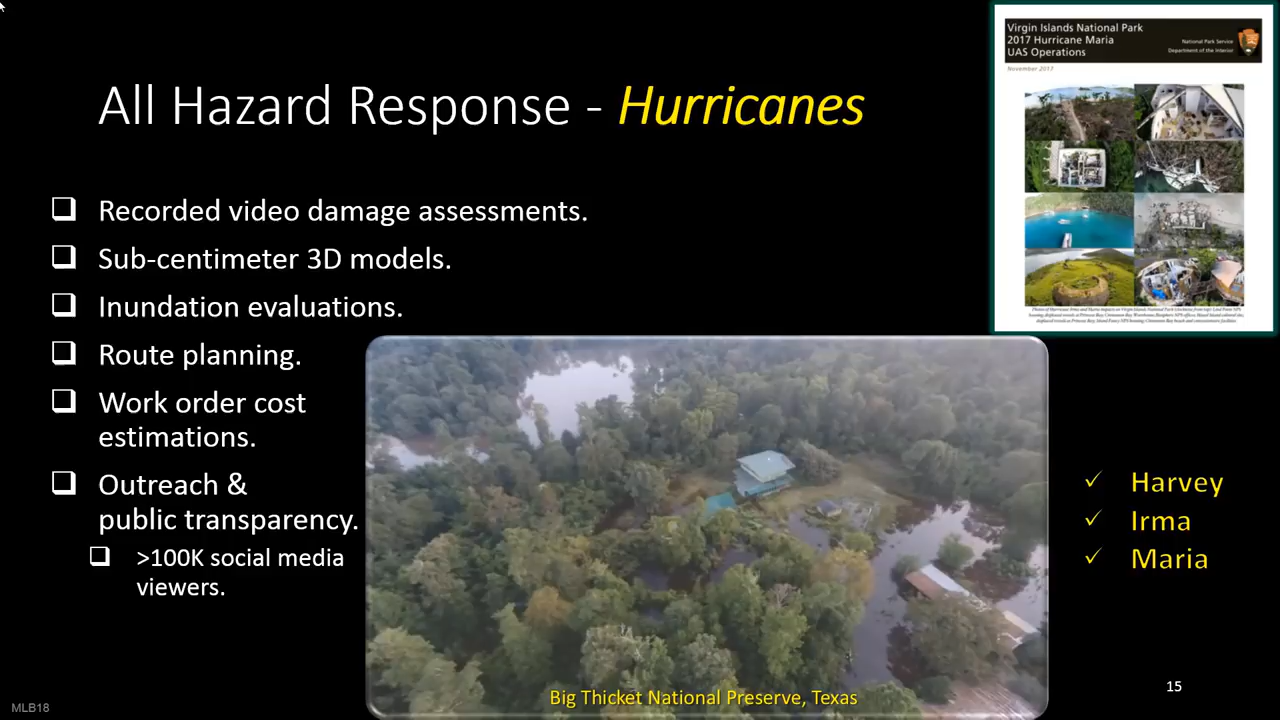 Virgin Islands National Park
2017 Hurricane Maria
UAS Operations
National Park Service
Department of the Interior
November 2017
All Hazard Response - Hurricanes
❑ Recorded video damage assessments.
❑ Sub-centimeter 3D models.
❑ Inundation evaluations.
❑ Route planning.
❑ Work order cost
estimations.
❑ Outreach &
public transparency.
❑ >100K social media
viewers.
✓ Harvey
✓ Irma
✓ Maria
Big Thicket National Preserve, Texas
15
MLB18